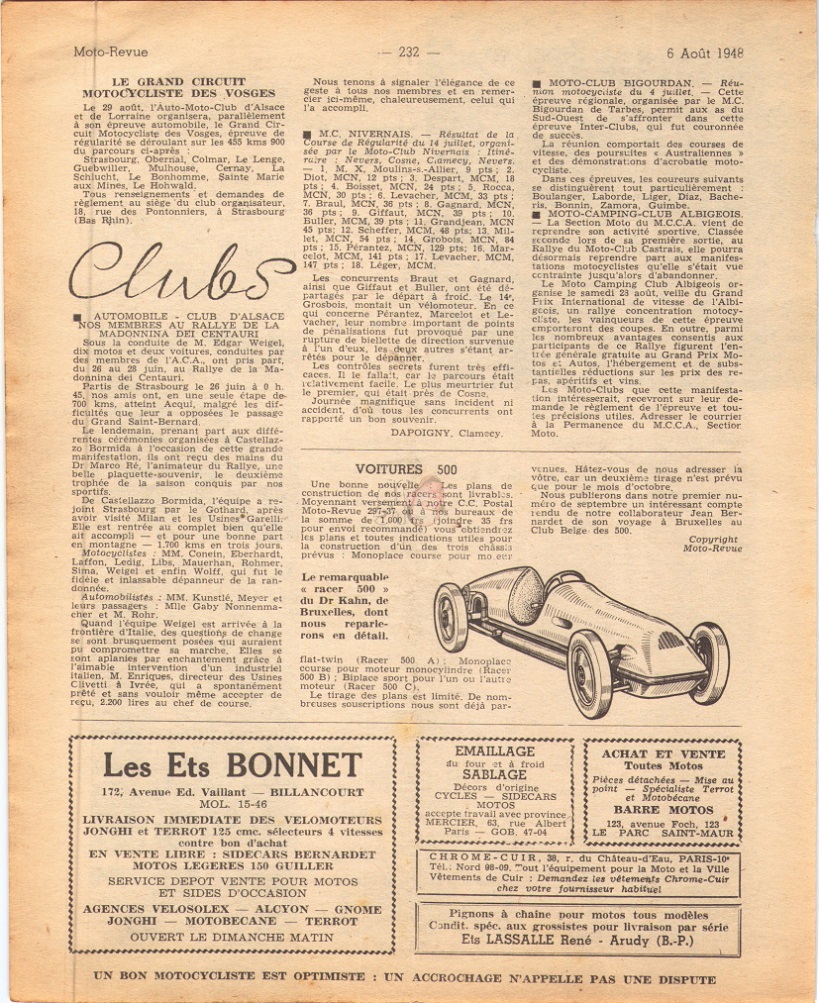 Moto-Revue
— 232 —
6 Août 1948
LE GRAND CIRCUIT
MOTOCYCLISTE DES VOSGES
Le 29 août, l'Auto-Moto-Club d'Alsace
et de Lorraine organisera, parallèlement
à son épreuve automobile, le Grand Cir-
cuit Motocycliste des Vosges, épreuve de
régularité se déroulant sur les 455 kms 900
du parcours ci-après :
Strasbourg, Obernai, Colmar, Le Lenge,
Guebwiller, Mulhouse, Cernay, La
Schlucht, Le Bonhomme, Sainte Marie
aux Mines, Le Hohwald.
Tous renseignements et demandes de
règlement au siège du club organisateur,
18, rue des Pontonniers, à Strasbourg
(Bas Rhin).
Clubs
■ AUTOMOBILE - CLUB D'ALSACE
NOS MEMBRES AU RALLYE DE LA
MADONNINA DEI CENTAURI
Sous la conduite de M. Edgar Weigel,
dix motos et deux voitures, conduites par
des membres de l'A.C.A., ont pris part,
du 26 au 28 juin, au Rallye de la Ma-
donnina dei Centauri.
Partis de Strasbourg le 26 juin à 0 h.
45, nos amis ont, en une seule étape de
700 kms, atteint Acqui, malgré les dif-
ficultés que leur a opposées le passage
du Grand Saint-Bernard.
Le lendemain, prenant part aux diffé-
rentes cérémonies organisées à Castellaz-
zo Bormida à l'occasion de cette grande
manifestation, ils ont reçu des mains du
Dr Marco Ré, l'animateur du Rallye, une
belle plaquette-souvenir, le deuxième
trophée de la saison conquis par nos
sportifs.
De Castellazzo Bormida, l'équipe a re-
joint Strasbourg par le Gothard, après
avoir visité Milan et les Usines Garelli.
Elle est rentrée au complet bien qu'elle
ait accompli — et pour une bonne part
en montagne — 1.700 kms en trois jours.
Motocyclistes : MM. Conein, Eberhardt,
Laffon, Ledig, Libs, Mauerhan, Rohmer,
Sima, Weigel et enfin Wolff, qui fut le
fidèle et inlassable dépanneur de la ran-
donnée.
Automobilistes : MM. Kunstlé, Meyer et
leurs passagers : Mlle Gaby Nonnenma-
cher et M. Rohr.
Quand l'équipe Weigel est arrivée à la
frontière d'Italie, des questions de change
se sont brusquement posées qui auraient
pu compromettre sa marche. Elles se
sont aplanies par enchantement grâce à
l'aimable intervention d'un industriel
italien, M. Enriques, directeur des Usines
Olivetti à Ivrée, qui a spontanément
prêté et sans vouloir même accepter de
reçu, 2.200 lires au chef de course.
Nous tenons à signaler l'élégance de ce
geste à tous nos membres et en remer-
cier ici-même, chaleureusement, celui qui
l'a accompli.
■ M.C. NIVERNAIS. — Résultat de la
Course de Régularité du 14 juillet, organi-
sée par le Moto-Club Nivernais : Itiné-
raire : Nevers, Cosne, Clamecy, Nevers.
— 1. M. X, Moulins-s.-Allier, 9 pts ; 2.
Diot, MCN, 12 pts ; 3. Despart, MCM, 18
pts ; 4. Boisset, MCN, 24 pts ; 5. Rocca,
MCN, 30 pts ; 6. Levacher, MCM, 33 pts ;
7. Braul, MCN, 36 pts ; 8. Gagnard, MCN,
36 pts ; 9. Giffaut, MCN, 39 pts ; 10.
Buller, MCM, 39 pts ; 11. Grandjean, MCN
45 pts; 12. Scheffer, MCM, 48 pts; 13. Mil-
let, MCN, 54 pts ; 14. Grobois, MCN, 84
pts ; 15. Pérantez, MCN, 129 pts ; 16. Mar-
celot, MCM, 141 pts ; 17. Levacher, MCM,
147 pts ; 18. Léger, MCM.
Les concurrents Braut et Gagnard,
ainsi que Giffaut et Buller, ont été dé-
partagés par le départ à froid. Le 14e,
Grosbois, montait un vélomoteur. En ce
qui concerne Pérantez, Marcelot et Le-
vacher, leur nombre important de points
de pénalisations fut provoqué par une
rupture de biellette de direction survenue
à l'un d'eux, les deux autres s'étant ar-
rêtés pour le dépanner.
Les contrôles secrets furent très effi-
caces. Il le fallait, car le parcours était
relativement facile. Le plus meurtrier fut
le premier, qui était près de Cosne.
Journée magnifique sans incident ni
accident, d'où tous les concurrents ont
rapporté un bon souvenir.
DAPOIGNY, Clamecy.
■ MOTO-CLUB BIGOURDAN. — Réu-
nion motocycliste du 4 juillet. — Cette
épreuve régionale, organisée par le M.C.
Bigourdan de Tarbes, permit aux as du
Sud-Ouest de s'affronter dans cette
épreuve Inter-Clubs, qui fut couronnée
de succès.
La réunion comportait des courses de
vitesse, des poursuites « Australiennes »
et des démonstrations d'acrobatie moto-
cycliste.
Dans ces épreuves, les coureurs suivants
se distinguèrent tout particulièrement :
Boulanger, Laborde, Léger, Diaz, Bache-
ris, Bonnin, Zamora, Guimbe.
■ MOTO-CAMPING-CLUB ALBIGEOIS.
— La Section Moto du M.C.C.A. vient de
reprendre son activité sportive. Classée
seconde lors de sa première sortie, au
Rallye du Moto-Club Castrais, elle pourra
désormais reprendre part aux manifes-
tations motocyclistes qu'elle s'était vue
contrainte jusqu'alors d'abandonner.
Le Moto Camping Club Albigeois or-
ganise le samedi 28 août, veille du Grand
Prix International de vitesse de l'Albi-
geois, un rallye concentration motocy-
cliste, les vainqueurs de cette épreuve
emporteront des coupes. En outre, parmi
les nombreux avantages consentis aux
participants de ce Rallye figurent l'en-
trée générale gratuite au Grand Prix Mo-
tos et Autos, l'hébergement et de subs-
tantielles réductions sur les prix des re-
pas, apéritifs et vins.
Les Moto-Clubs que cette manifesta-
tion intéresserait, recevront sur leur de-
mande le règlement de l'épreuve et tou-
tes précisions utiles. Adresser le courrier
à la Permanence du M.C.C.A., Section
Moto.
VOITURES 500
Une bonne nouvelle. Les plans de
construction de nos racers sont livrables.
Moyennant versement à notre C.C. Postal
Moto-Revue 297-37 ou à nos bureaux de
la somme de 1.000 frs (joindre 35 frs
pour envoi recommandé) vous obtiendrez
les plans et toutes indications utiles pour
la construction d'un des trois châssis
prévus : Monoplace course pour moteur
Le remarquable
« racer 500 »
du Dr Kahn, de
Bruxelles, dont
nous reparle-
rons en détail.
flat-twin (Racer 500 A) ; Monoplace
course pour moteur monocylindre (Racer
500 B) ; Biplace sport pour l'un ou l'autre
moteur (Racer 500 C).
Le tirage des plans est limité. De nom-
breuses souscriptions nous sont déjà par-
venues. Hâtez-vous de nous adresser la
vôtre, car un deuxième tirage n'est prévu
que pour le mois d'octobre.
Nous publierons dans notre premier nu-
méro de septembre un intéressant compte
rendu de notre collaborateur Jean Ber-
nardet de son voyage à Bruxelles au
Club Belge des 500.
Copyright
Moto-Revue
Les Ets BONNET
172, Avenue Ed. Vaillant — BILLANCOURT
MOL. 15-46
LIVRAISON IMMEDIATE DES VELOMOTEURS
JONGHI et TERROT 125 cmc. sélecteurs 4 vitesses
contre bon d'achat
EN VENTE LIBRE : SIDECARS BERNARDET
MOTOS LEGERES 150 GUILLER
SERVICE DEPOT VENTE POUR MOTOS
ET SIDES D'OCCASION
AGENCES VELOSOLEX — ALCYON — GNOME
JONGHI — MOTOBECANE — TERROT
OUVERT LE DIMANCHE MATIN
EMAILLAGE
au four et à froid
SABLAGE
Décors d'origine
CYCLES — SIDECARS
MOTOS
accepte travail avec province
MERCIER, 63, rue Albert
Paris — GOB. 47-04
ACHAT ET VENTE
Toutes Motos
Pièces détachées — Mise au
point — Spécialiste Terrot
et Motobécane
BARRE MOTOS
123, avenue Foch, 123
LE PARC SAINT-MAUR
CHROME-CUIR, 38, r. du Château-d'Eau, PARIS-10e
Tél.: Nord 98-09. Tout l'équipement pour la Moto et la Ville
Vêtements de Cuir : Demandez les vêtements Chrome-Cuir
chez votre fournisseur habituel
Pignons à chaîne pour motos tous modèles
Condit. spéc. aux grossistes pour livraison par série
Ets LASSALLE René - Arudy (B.-P.)
UN BON MOTOCYCLISTE EST OPTIMISTE : UN ACCROCHAGE N'APPELLE PAS UNE DISPUTE